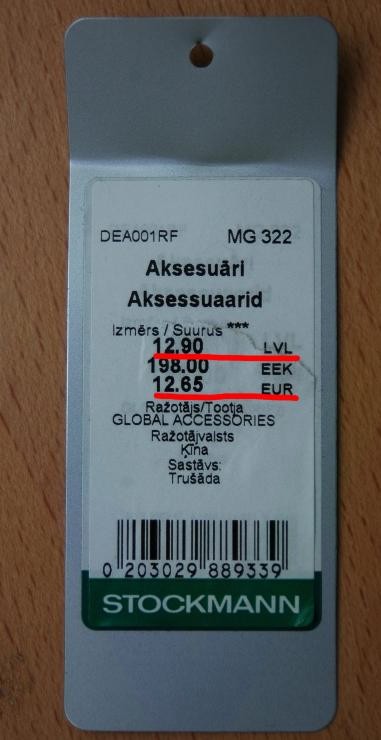 DEA001RF MG 322
Aksesuāri
Aksessuaarid
Izmērs / Suurus ***
12.90 LVL
198.00 EEK
12.65 EUR
Ražotājs/Tootja
GLOBAL ACCESSORIES
Ražotājvaists
Ķīna
Sastāvs:
Trušāda
0 203029 889339
STOCKMANN